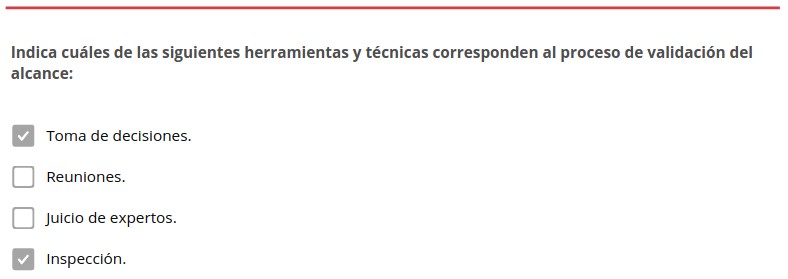 Indica cuáles de las siguientes herramientas y técnicas corresponden al proceso de validación del
alcance:
Toma de decisiones.
Reuniones.
Juicio de expertos.
Inspección.